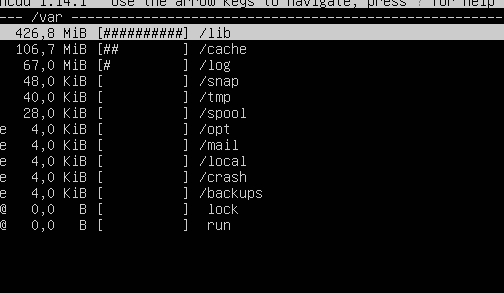 ncdu 1.14.1 Use the arrow keys to navigate, press ? for help
--- /var ---
426,8 MiB [##########] /lib
106,7 MiB [## ] /cache
67,0 MiB [# ] /log
48,0 KiB [ ] /snap
40,0 KiB [ ] /tmp
28,0 KiB [ ] /spool
e 4,0 KiB [ ] /opt
e 4,0 KiB [ ] /mail
e 4,0 KiB [ ] /local
e 4,0 KiB [ ] /crash
e 4,0 KiB [ ] /backups
@ 0,0 B [ ] lock
@ 0,0 B [ ] run